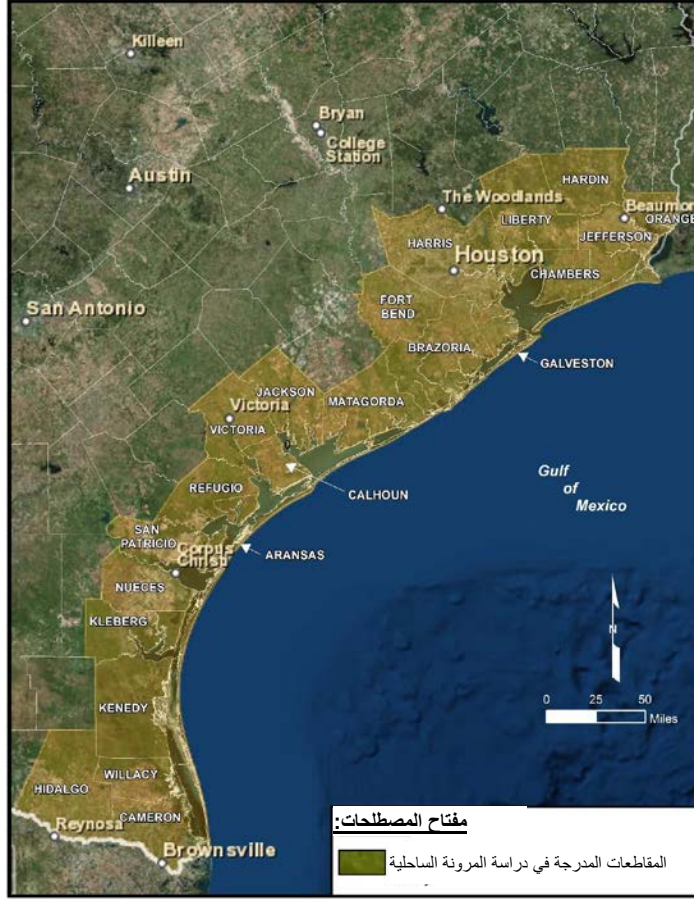 Killeen
Bryan
College
Station
Austin
HARDIN
The Woodlands
Beaumon
LIBERTY
ORANGE
HARRIS
JEFFERSON
Houston
CHAMBERS
San Antonio
FORT
BEND
BRAZORIA
GALVESTON
JACKSON
MATAGORDA
Victoria
VICTORIA
Gulf
of
Mexico
REFUGIO
CALHOUN
SAN
PATRICIO
Corpus
Christi
ARANSAS
NUECES
KLEBERG
N
KENEDY
0 25 50
Miles
WILLACY
HIDALGO
CAMERON
Reynosa
Brownsville
مفتاح المصطلحات:
المقاطعات المدرجة في دراسة المرونة الساحلية